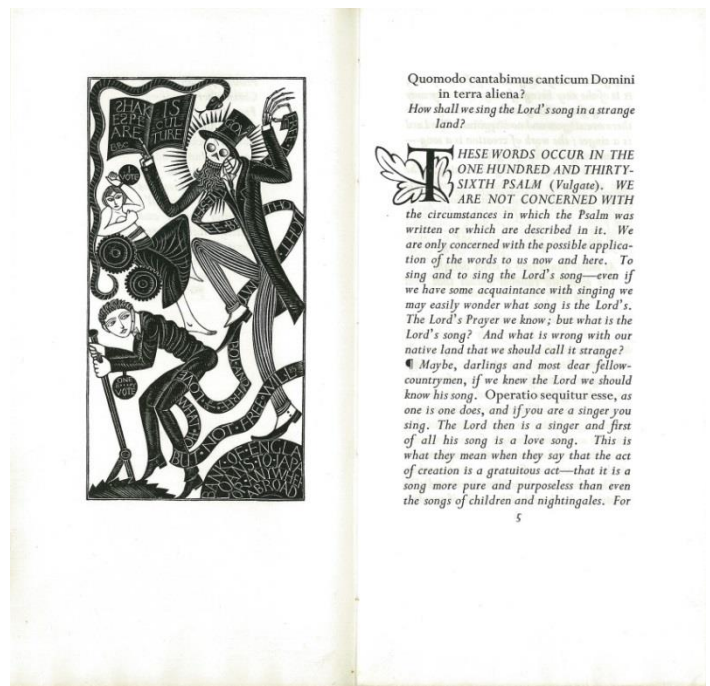 SHAK
ESPE
ARE
BBC
IS
CUL
TURE
VOTE
ONE
VOTE
BUT · NOT · FREE · WILL
Quomodo cantabimus canticum Domini
in terra aliena?
How shall we sing the Lord's song in a strange
land?
THESE WORDS OCCUR IN THE
ONE HUNDRED AND THIRTY-
SIXTH PSALM (Vulgate). WE
ARE NOT CONCERNED WITH
the circumstances in which the Psalm was
written or which are described in it. We
are only concerned with the possible applica-
tion of the words to us now and here. To
sing and to sing the Lord's song—even if
we have some acquaintance with singing we
may easily wonder what song is the Lord's.
The Lord's Prayer we know; but what is the
Lord's song? And what is wrong with our
native land that we should call it strange?
¶ Maybe, darlings and most dear fellow-
countrymen, if we knew the Lord we should
know his song. Operatio sequitur esse, as
one is one does, and if you are a singer you
sing. The Lord then is a singer and first
of all his song is a love song. This is
what they mean when they say that the act
of creation is a gratuitous act—that it is a
song more pure and purposeless than even
the songs of children and nightingales. For
5